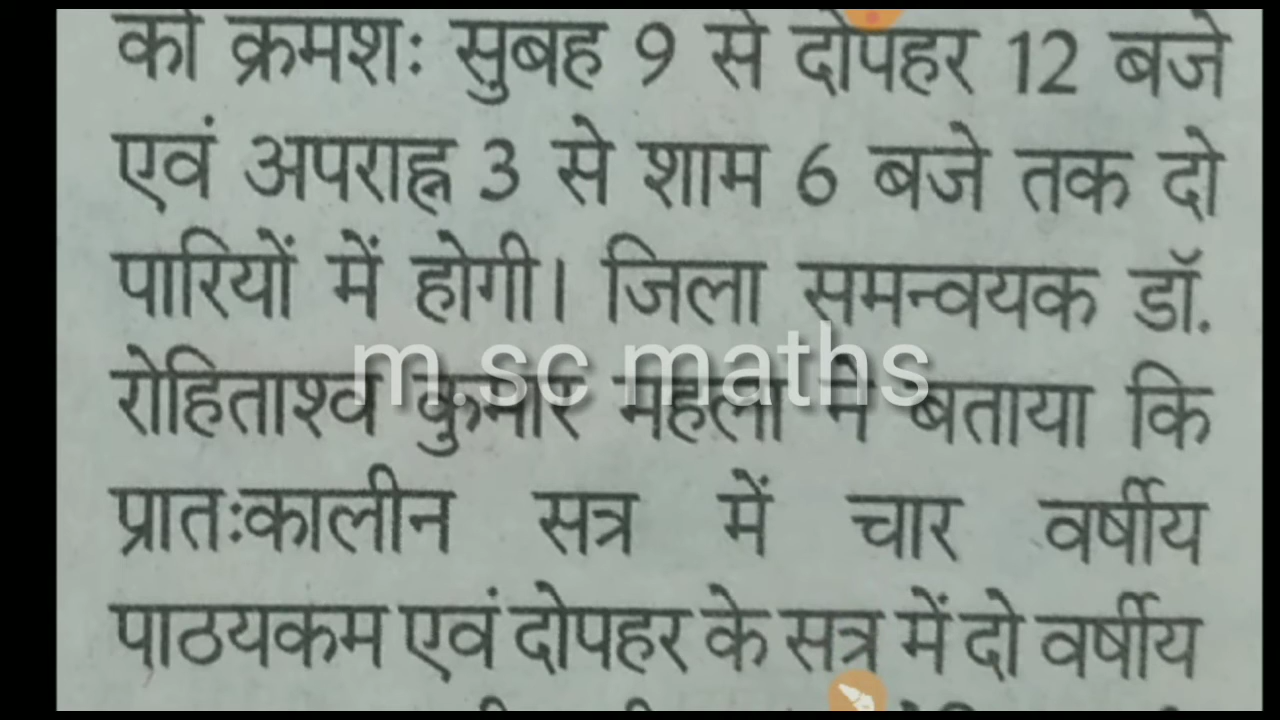 को क्रमशः सुबह 9 से दोपहर 12 बजे
एवं अपराह्न 3 से शाम 6 बजे तक दो
पारियों में होगी। जिला समन्वयक डॉ.
m.sc maths
रोहिताश्व कुमार महला ने बताया कि
प्रातःकालीन सत्र में चार वर्षीय
पाठयकम एवं दोपहर के सत्र में दो वर्षीय